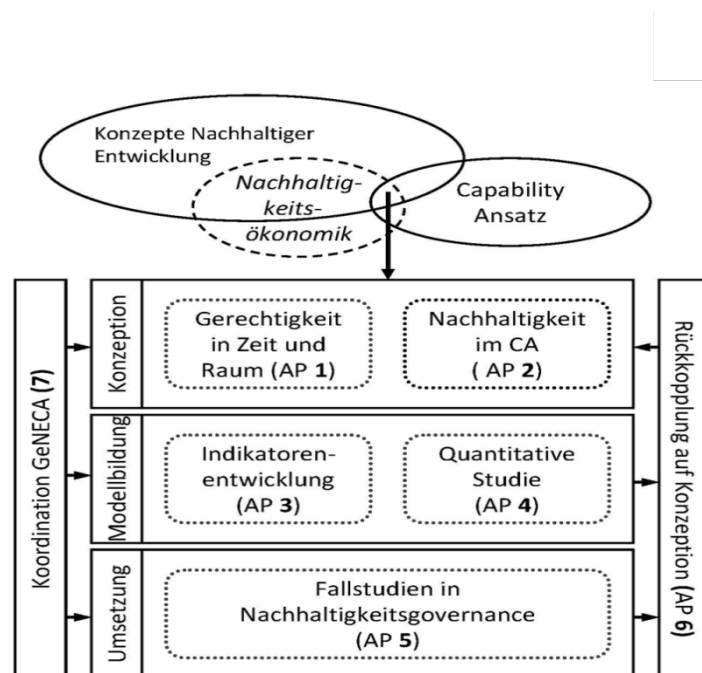 Konzepte Nachhaltiger
Entwicklung
Nachhaltig-
keits-
ökonomik
Capability
Ansatz
Koordination GeNECA (7)
Konzeption
Gerechtigkeit
in Zeit und
Raum (AP 1)
Nachhaltigkeit
im CA
( AP 2)
Modellbildung
Indikatoren-
entwicklung
(AP 3)
Quantitative
Studie
(AP 4)
Umsetzung
Fallstudien in
Nachhaltigkeitsgovernance
(AP 5)
Rückkopplung auf Konzeption (AP 6)